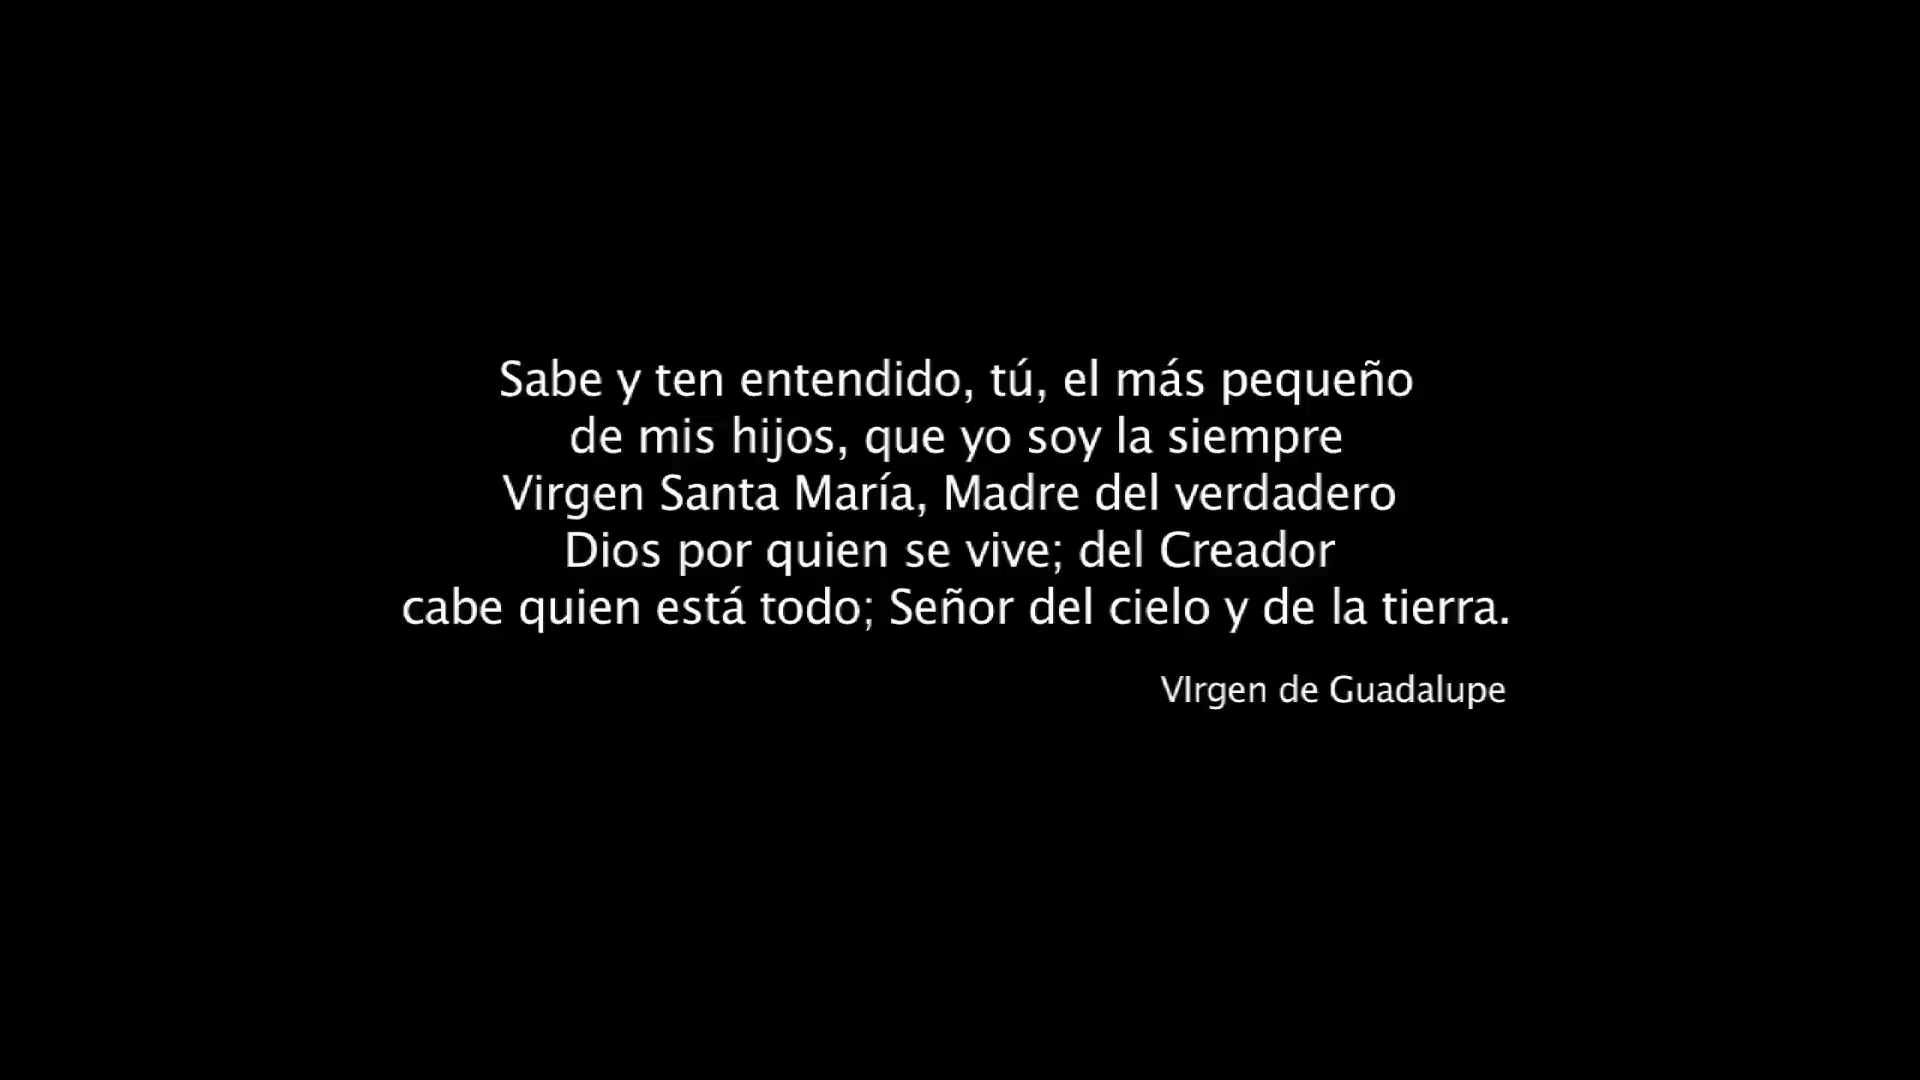 Sabe y ten entendido, tú, el más pequeño
de mis hijos, que yo soy la siempre
Virgen Santa María, Madre del verdadero
Dios por quien se vive; del Creador
cabe quien está todo; Señor del cielo y de la tierra.
VIrgen de Guadalupe